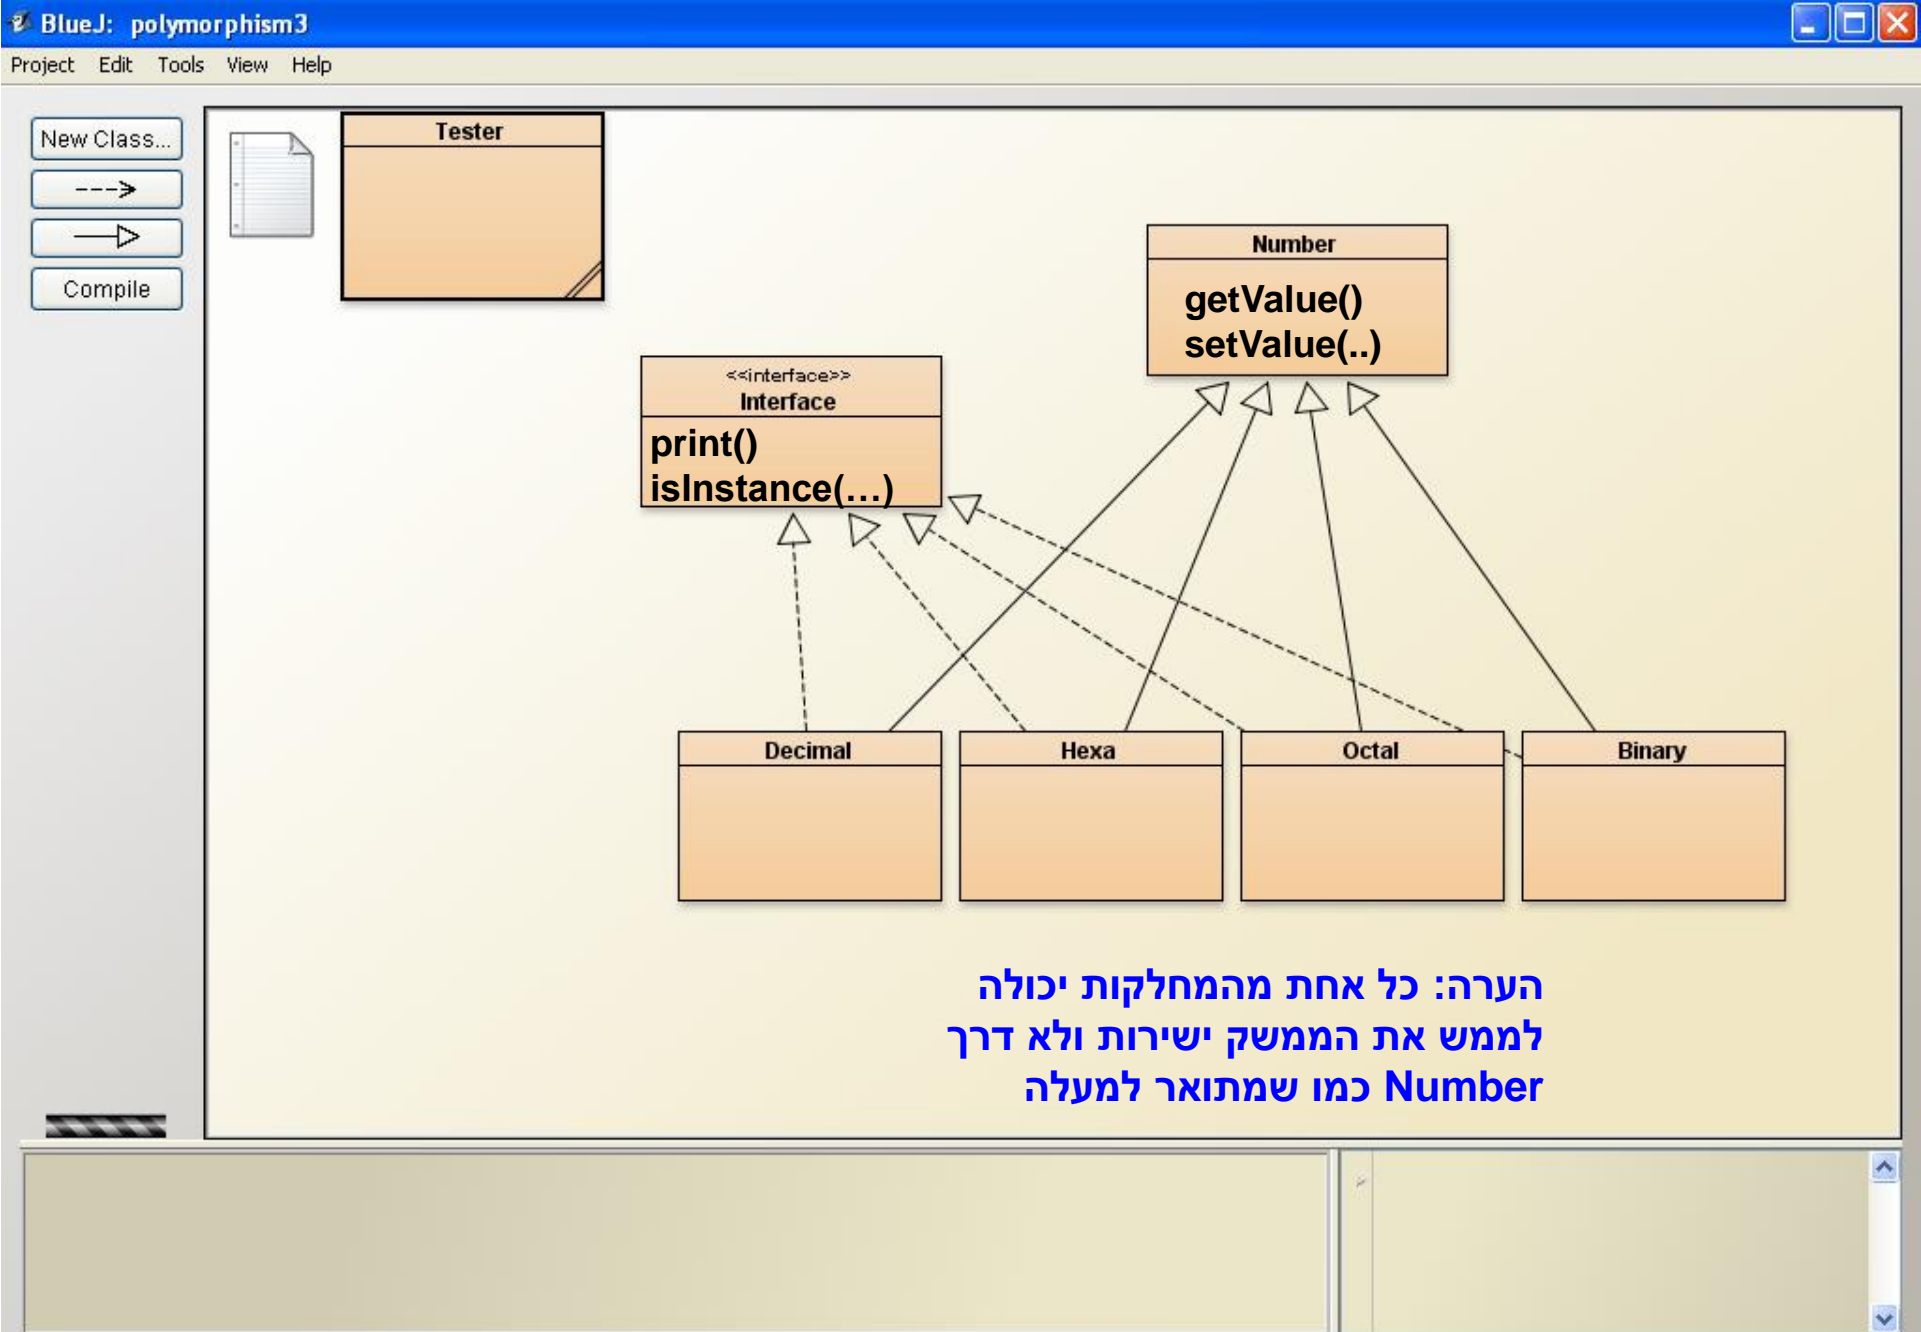 BlueJ: polymorphism3
Project Edit Tools View Help
New Class...
Compile
Tester
Number
getValue()
setValue(..)
<<interface>>
Interface
print()
isInstance(…)
Decimal
Hexa
Octal
Binary
הערה: כל אחת מהמחלקות יכולה
לממש את הממשק ישירות ולא דרך
Number כמו שמתואר למעלה